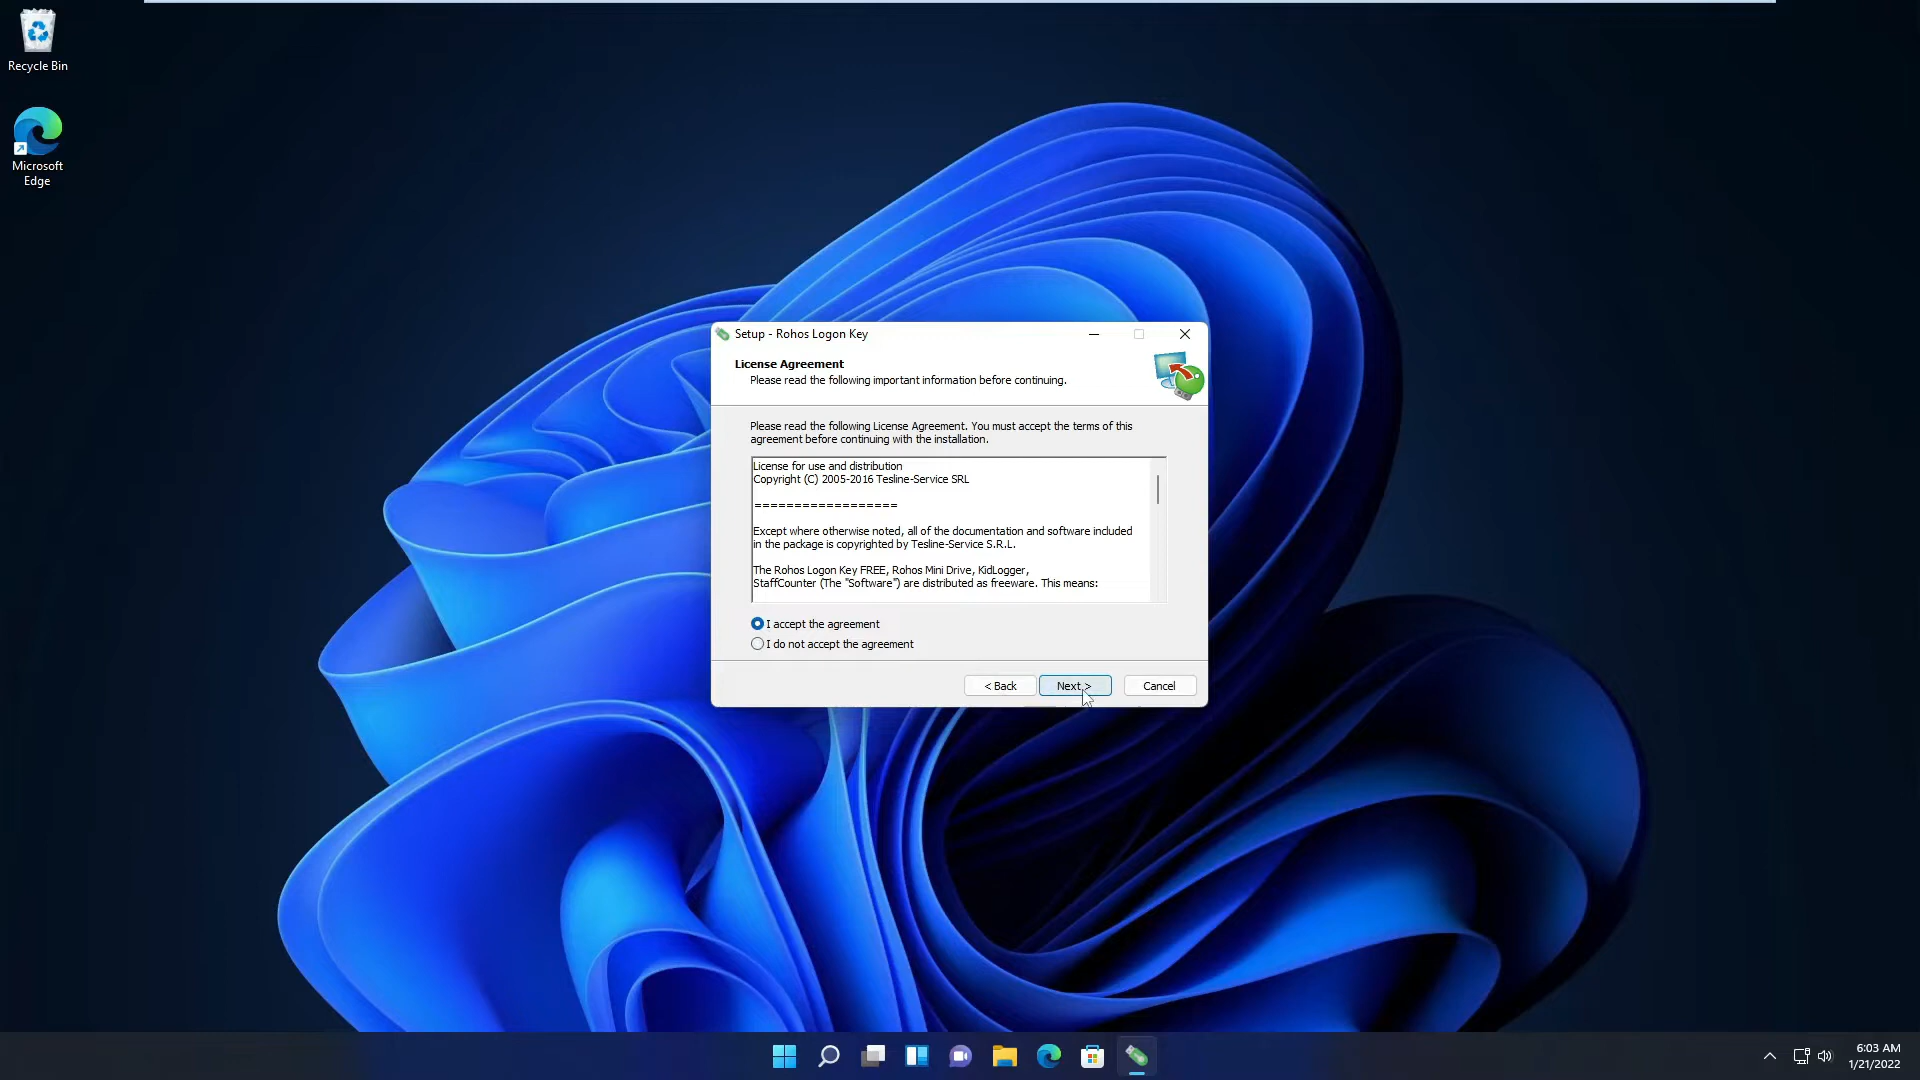 Recycle Bin
Microsoft
Edge
Setup - Rohos Logon Key
License Agreement
Please read the following important information before continuing.
Please read the following License Agreement. You must accept the terms of this
agreement before continuing with the installation.
License for use and distribution
Copyright (C) 2005-2016 Tesline-Service SRL
==================
Except where otherwise noted, all of the documentation and software included
in the package is copyrighted by Tesline-Service S.R.L.
The Rohos Logon Key FREE, Rohos Mini Drive, KidLogger,
StaffCounter (The "Software") are distributed as freeware. This means:
I accept the agreement
I do not accept the agreement
< Back
Next >
Cancel
6:03 AM
1/21/2022